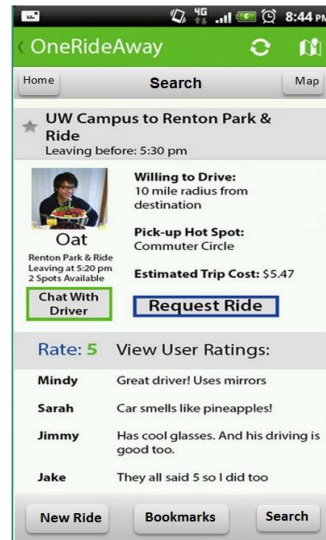 4G 8:44 PM
OneRideAway
Home
Search
Map
UW Campus to Renton Park &
Ride
Leaving before: 5:30 pm
Oat
Renton Park & Ride
Leaving at 5:20 pm
2 Spots Available
Chat With
Driver
Willing to Drive:
10 mile radius from
destination
Pick-up Hot Spot:
Commuter Circle
Estimated Trip Cost: $5.47
Request Ride
Rate: 5 View User Ratings:
Mindy Great driver! Uses mirrors
Sarah Car smells like pineapples!
Jimmy Has cool glasses. And his driving is
good too.
Jake They all said 5 so I did too
New Ride
Bookmarks
Search